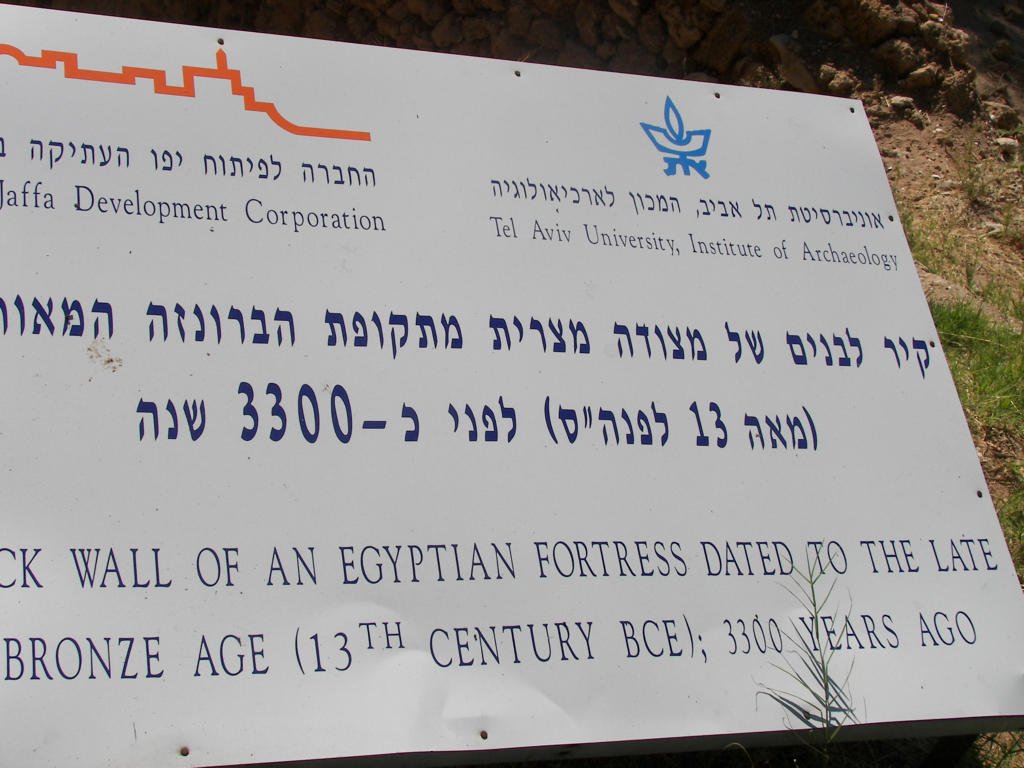 החברה לפיתוח יפו העתיקה
Jaffa Development Corporation
את
אוניברסיטת תל אביב, המכון לארכיאולוגיה
Tel Aviv University, Institute of Archaeology
קיר לבנים של מצודה מצרית מתקופת הברונזה
(מאה 13 לפנה"ס) לפני כ-3300 שנה
WALL OF AN EGYPTIAN FORTRESS DATED TO THE LATE
BRONZE AGE (13TH CENTURY BCE); 3300 YEARS AGO